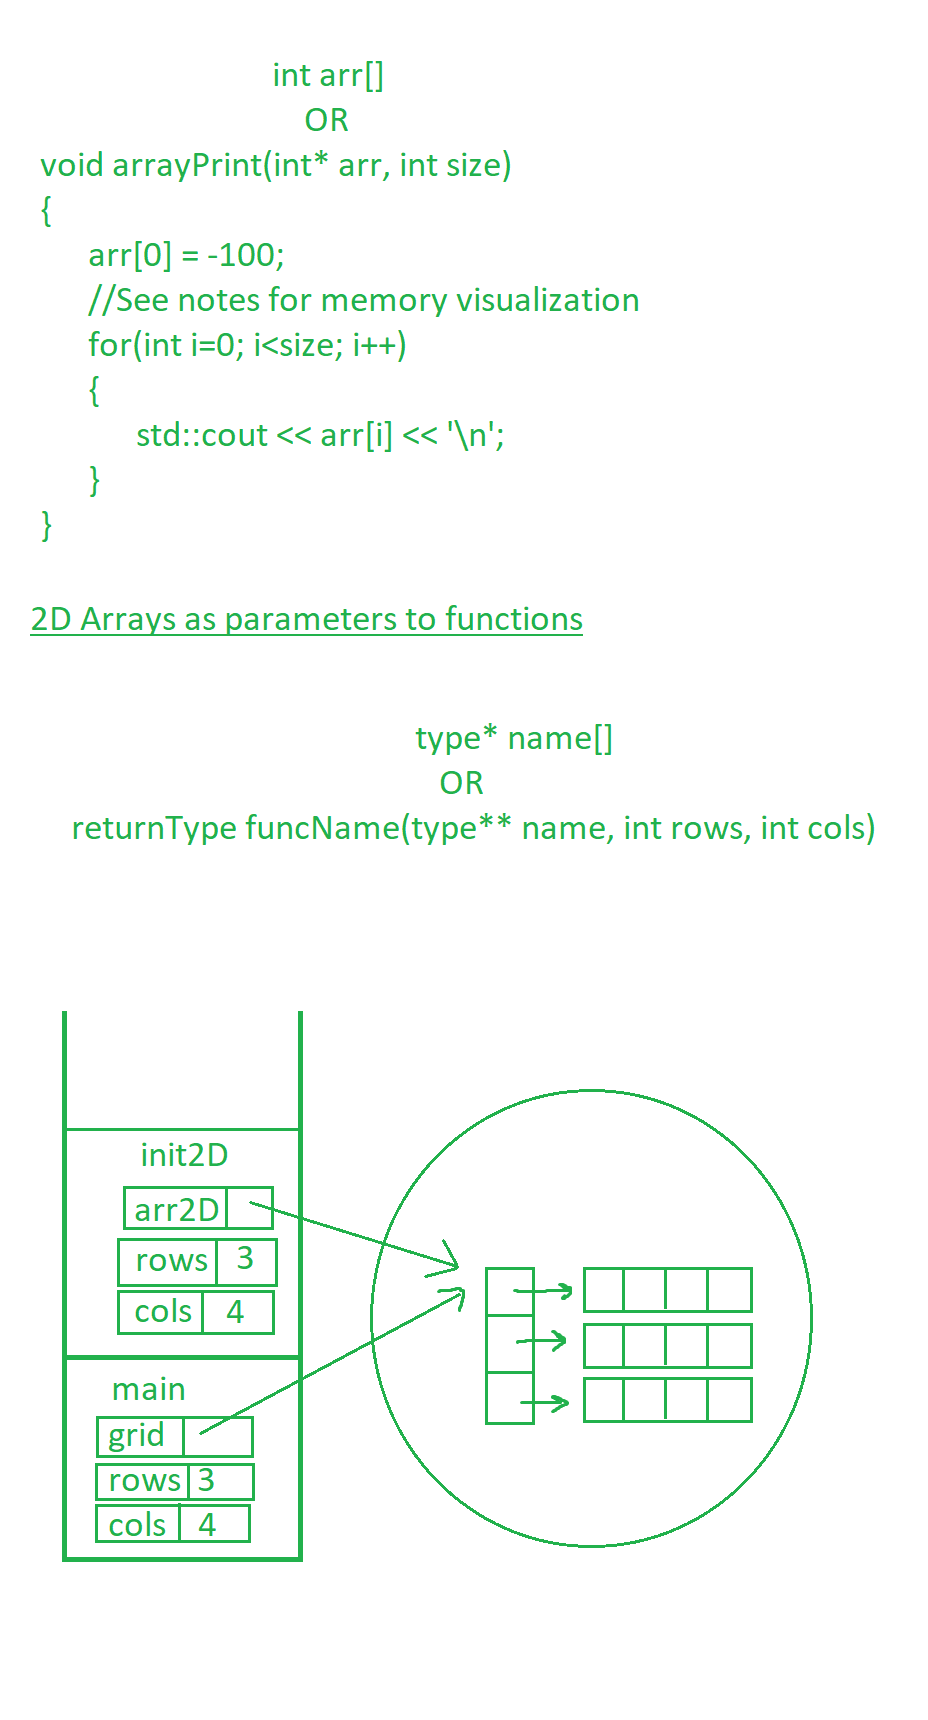 int arr[]
OR
void arrayPrint(int* arr, int size)
{
arr[0] = -100;
//See notes for memory visualization
for(int i=0; i<size; i++)
{
std::cout << arr[i] << '\n';
}
}
2D Arrays as parameters to functions
type* name[]
OR
returnType funcName(type** name, int rows, int cols)
init2D
arr2D
rows 3
cols 4
main
grid
rows 3
cols 4